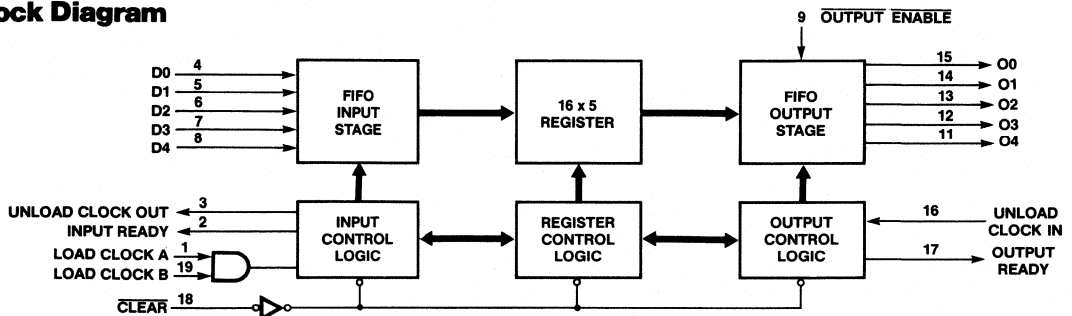 ock Diagram
9 OUTPUT ENABLE
D0 4
D1 5
D2 6
D3 7
D4 8
FIFO
INPUT
STAGE
16 x 5
REGISTER
FIFO
OUTPUT
STAGE
15 O0
14 O1
13 O2
12 O3
11 O4
UNLOAD CLOCK OUT 3
INPUT READY 2
LOAD CLOCK A 1
LOAD CLOCK B 19
INPUT
CONTROL
LOGIC
REGISTER
CONTROL
LOGIC
OUTPUT
CONTROL
LOGIC
16 UNLOAD
CLOCK IN
17 OUTPUT
READY
CLEAR 18